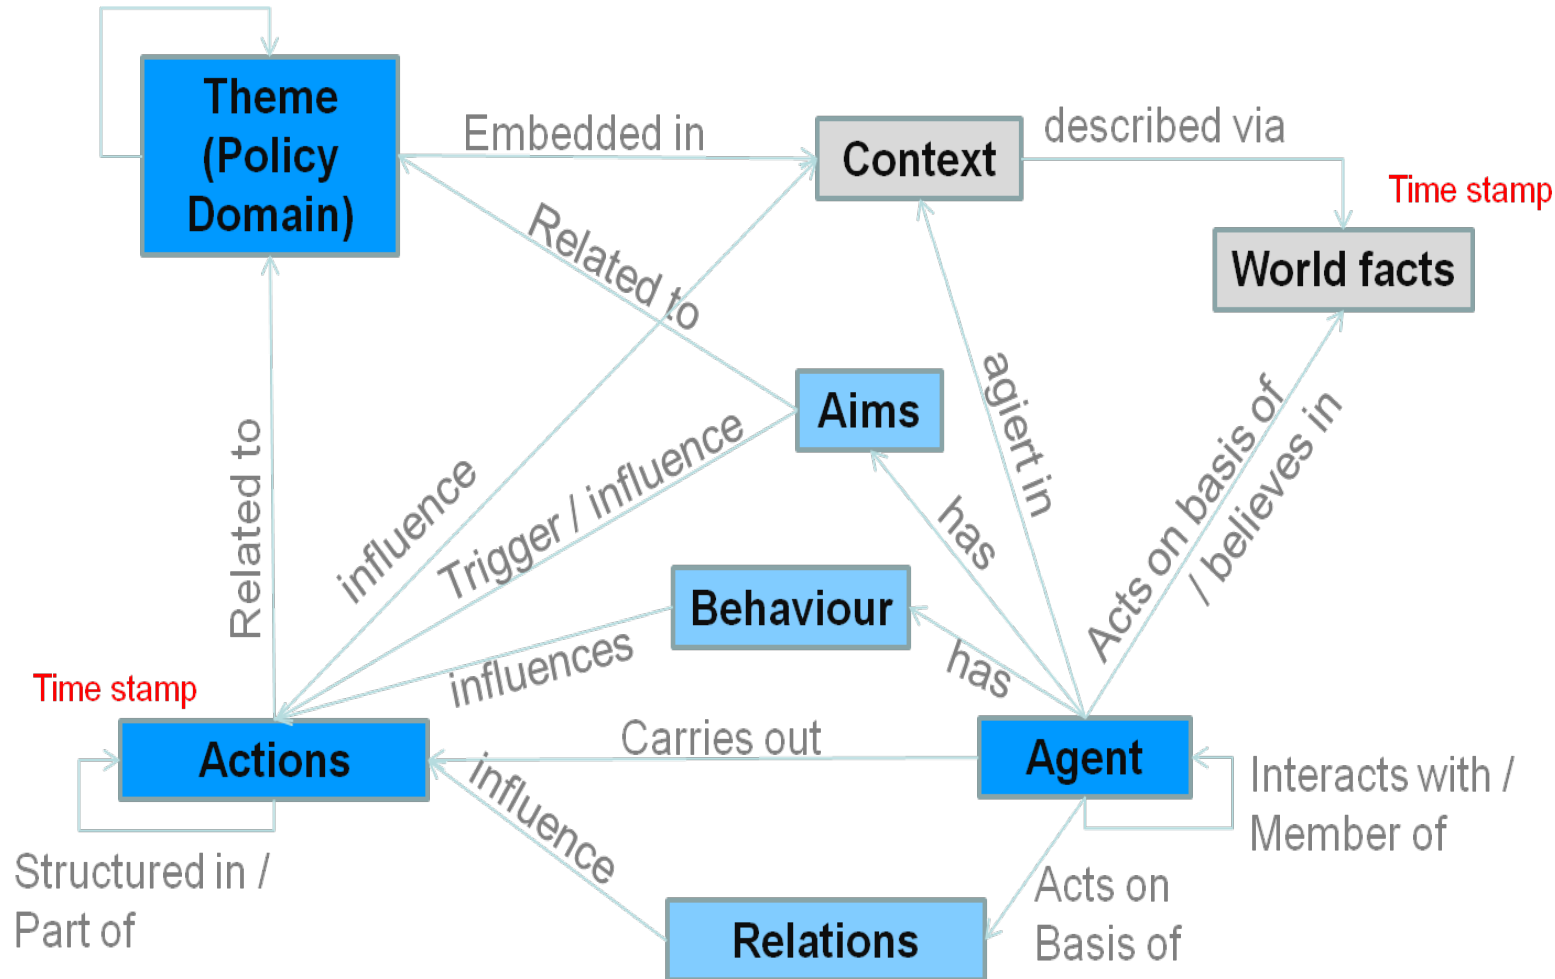 Theme
(Policy
Domain)
Embedded in
Context
described via
Time stamp
World facts
Related to
Aims
agiert in
Acts on basis of
/ believes in
Related to
influence
Trigger / influence
has
Behaviour
has
influences
Time stamp
Actions
Carries out
Agent
influence
Interacts with /
Member of
Structured in /
Part of
Acts on
Basis of
Relations